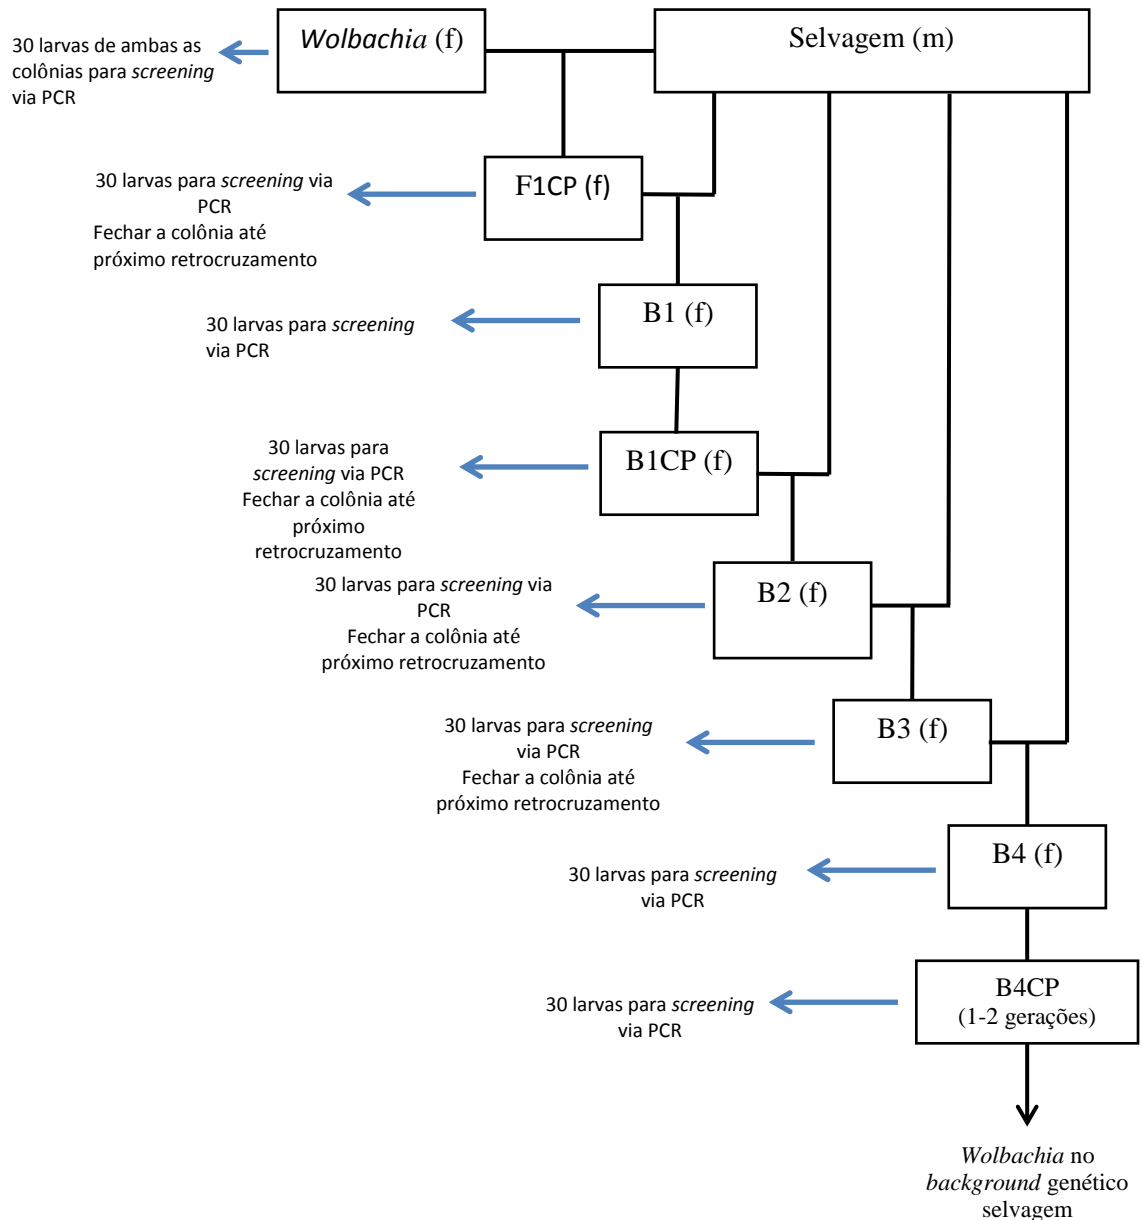 Wolbachia (f)
Selvagem (m)
30 larvas de ambas as
colônias para screening
via PCR
F1CP (f)
30 larvas para screening via
PCR
Fechar a colônia até
próximo retrocruzamento
B1 (f)
30 larvas para screening
via PCR
B1CP (f)
30 larvas para
screening via PCR
Fechar a colônia até
próximo
retrocruzamento
B2 (f)
30 larvas para screening via
PCR
Fechar a colônia até
próximo retrocruzamento
B3 (f)
30 larvas para screening
via PCR
Fechar a colônia até
próximo retrocruzamento
B4 (f)
30 larvas para screening
via PCR
B4CP
(1-2 gerações)
30 larvas para screening
via PCR
Wolbachia no
background genético
selvagem